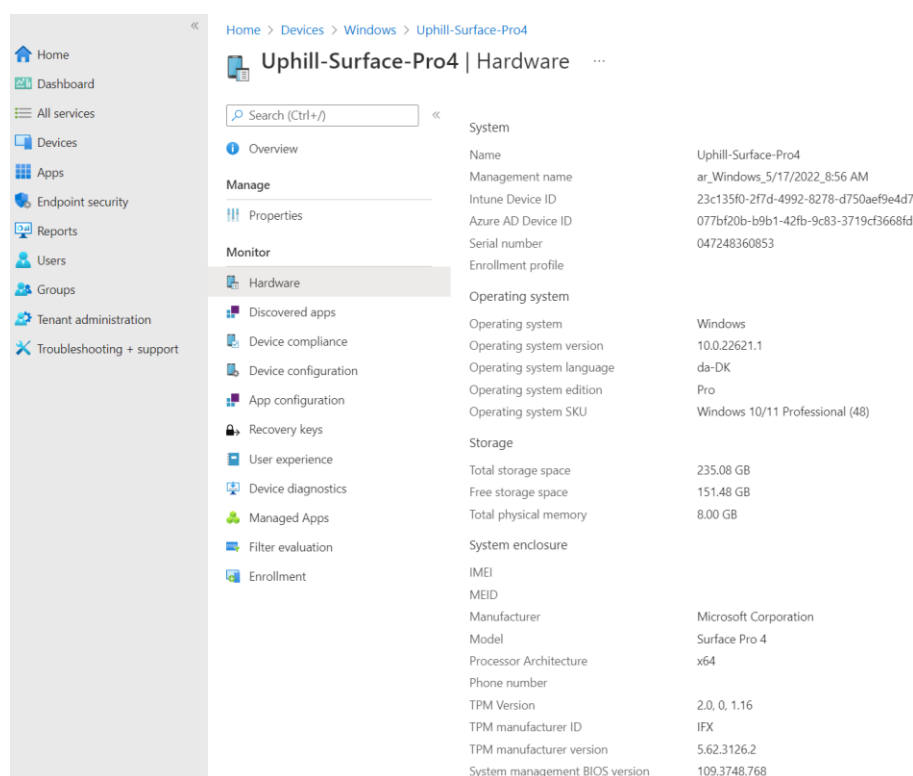 «
Home
Dashboard
All services
Devices
Apps
Endpoint security
Reports
Users
Groups
Tenant administration
Troubleshooting + support
Home > Devices > Windows > Uphill-Surface-Pro4
Uphill-Surface-Pro4 | Hardware ...
Search (Ctrl+/) «
Overview
Manage
Properties
Monitor
Hardware
Discovered apps
Device compliance
Device configuration
App configuration
Recovery keys
User experience
Device diagnostics
Managed Apps
Filter evaluation
Enrollment
System
Name Uphill-Surface-Pro4
Management name ar_Windows_5/17/2022_8:56 AM
Intune Device ID 23c135f0-2f7d-4992-8278-d750aef9e4d7
Azure AD Device ID 077bf20b-b9b1-42fb-9c83-3719cf3668fd
Serial number 047248360853
Enrollment profile
Operating system
Operating system Windows
Operating system version 10.0.22621.1
Operating system language da-DK
Operating system edition Pro
Operating system SKU Windows 10/11 Professional (48)
Storage
Total storage space 235.08 GB
Free storage space 151.48 GB
Total physical memory 8.00 GB
System enclosure
IMEI
MEID
Manufacturer Microsoft Corporation
Model Surface Pro 4
Processor Architecture x64
Phone number
TPM Version 2.0, 0, 1.16
TPM manufacturer ID IFX
TPM manufacturer version 5.62.3126.2
System management BIOS version 109.3748.768